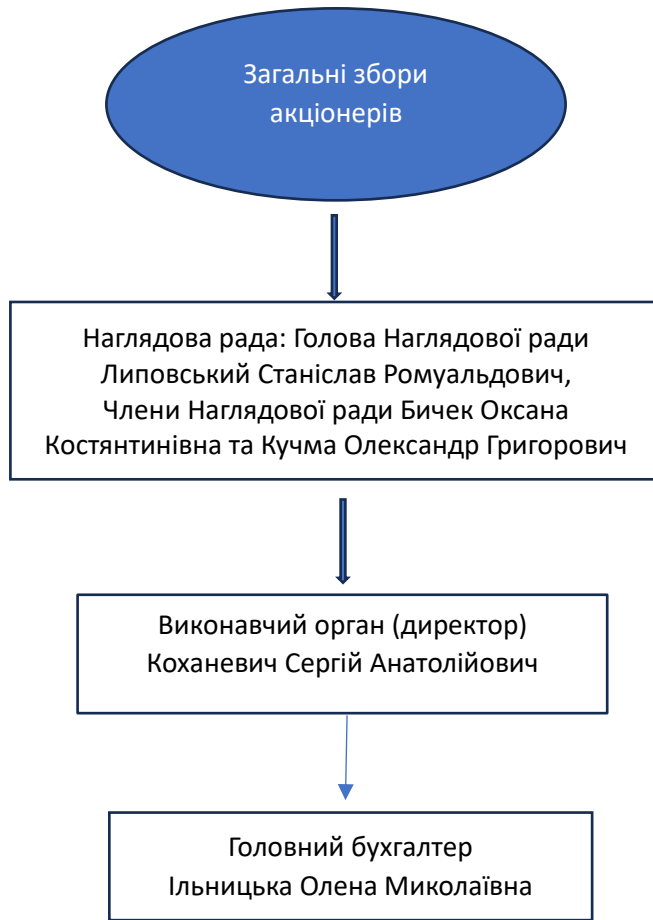 Загальні збори
акціонерів
Наглядова рада: Голова Наглядової ради
Липовський Станіслав Ромуальдович,
Члени Наглядової ради Бичек Оксана
Костянтинівна та Кучма Олександр Григорович
Виконавчий орган (директор)
Коханевич Сергій Анатолійович
Головний бухгалтер
Ільницька Олена Миколаївна